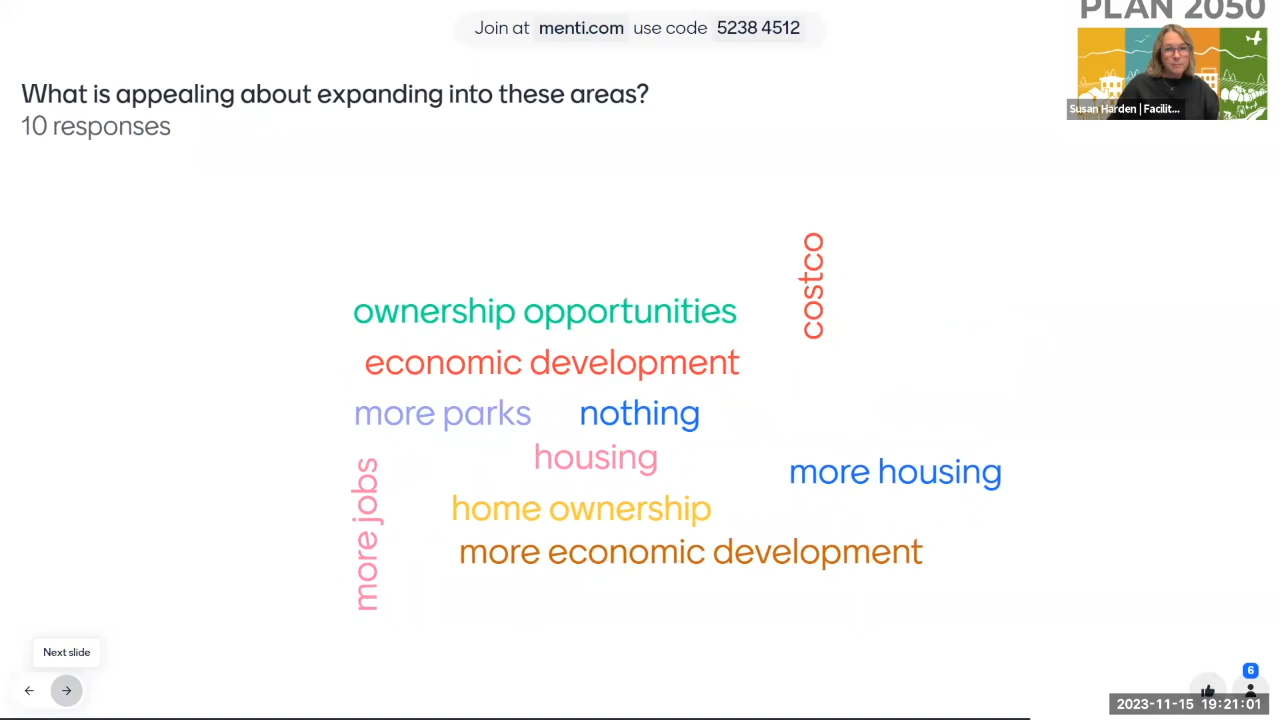 Join at menti.com use code 5238 4512
PLAN 2050
Susan Harden | Facilit...
What is appealing about expanding into these areas?
10 responses
costco
ownership opportunities
economic development
more parks nothing
housing
more housing
more jobs
home ownership
more economic development
Next slide
6
2023-11-15 19:21:01